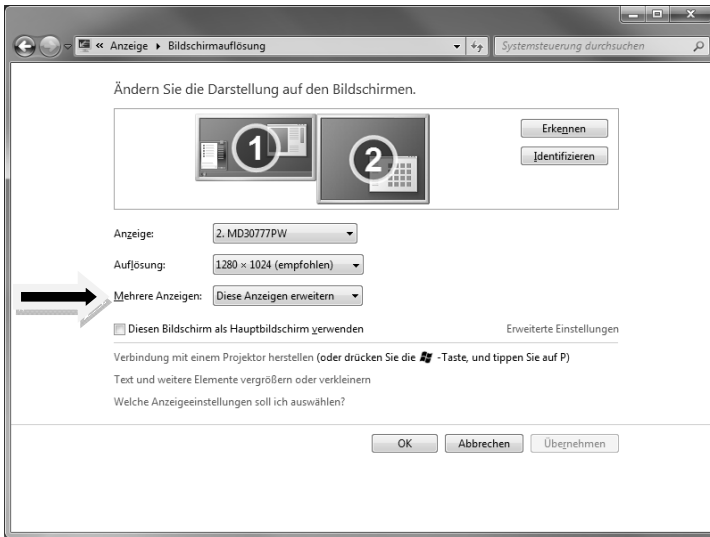 « Anzeige ▸ Bildschirmauflösung
Systemsteuerung durchsuchen
Ändern Sie die Darstellung auf den Bildschirmen.
1
2
Erkennen
Identifizieren
Anzeige: 2. MD30777PW
Auflösung: 1280 × 1024 (empfohlen)
Mehrere Anzeigen: Diese Anzeigen erweitern
Diesen Bildschirm als Hauptbildschirm verwenden
Erweiterte Einstellungen
Verbindung mit einem Projektor herstellen (oder drücken Sie die -Taste, und tippen Sie auf P)
Text und weitere Elemente vergrößern oder verkleinern
Welche Anzeigeeinstellungen soll ich auswählen?
OK Abbrechen Übernehmen